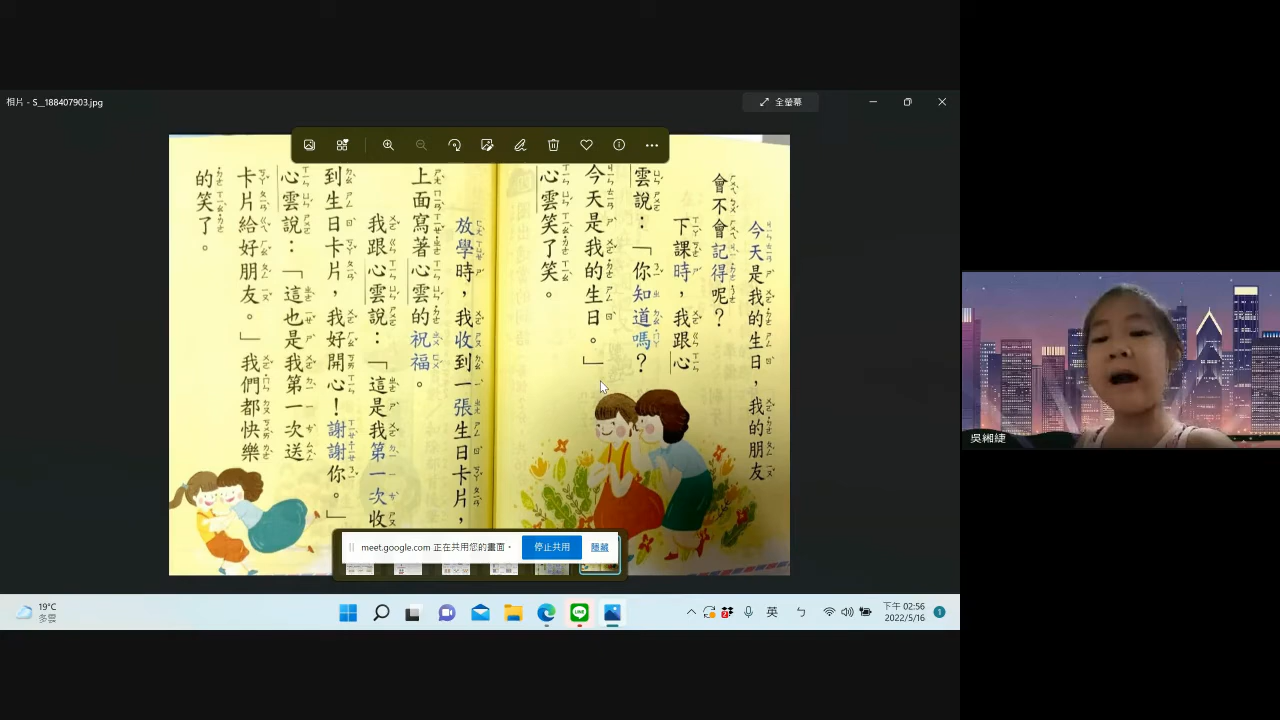 相片 - S__188407903.jpg
全螢幕
今天是我的生日，我的朋友
會不會記得呢？
下課時，我跟心
雲說：「你知道嗎？
今天是我的生日。」
心雲笑了笑。
放學時，我收到一張生日卡片，
上面寫著心雲的祝福。
我跟心雲說：「這是我第一次收
到生日卡片，我好開心！謝謝你。」
心雲說：「這也是我第一次送
卡片給好朋友。」我們都快樂
的笑了。
吳湘緁
meet.google.com 正在共用您的畫面。
停止共用
隱藏
19°C
多雲
英
ㄅ
下午 02:56
2022/5/16
1